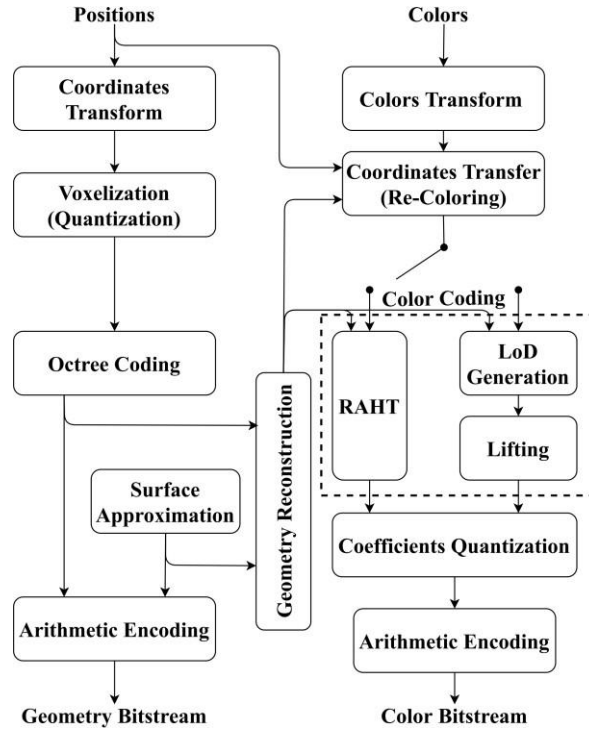 Positions
Colors
Coordinates
Transform
Colors Transform
Voxelization
(Quantization)
Coordinates Transfer
(Re-Coloring)
Color Coding
Octree Coding
RAHT
LoD
Generation
Lifting
Geometry Reconstruction
Surface
Approximation
Coefficients Quantization
Arithmetic Encoding
Arithmetic Encoding
Geometry Bitstream
Color Bitstream